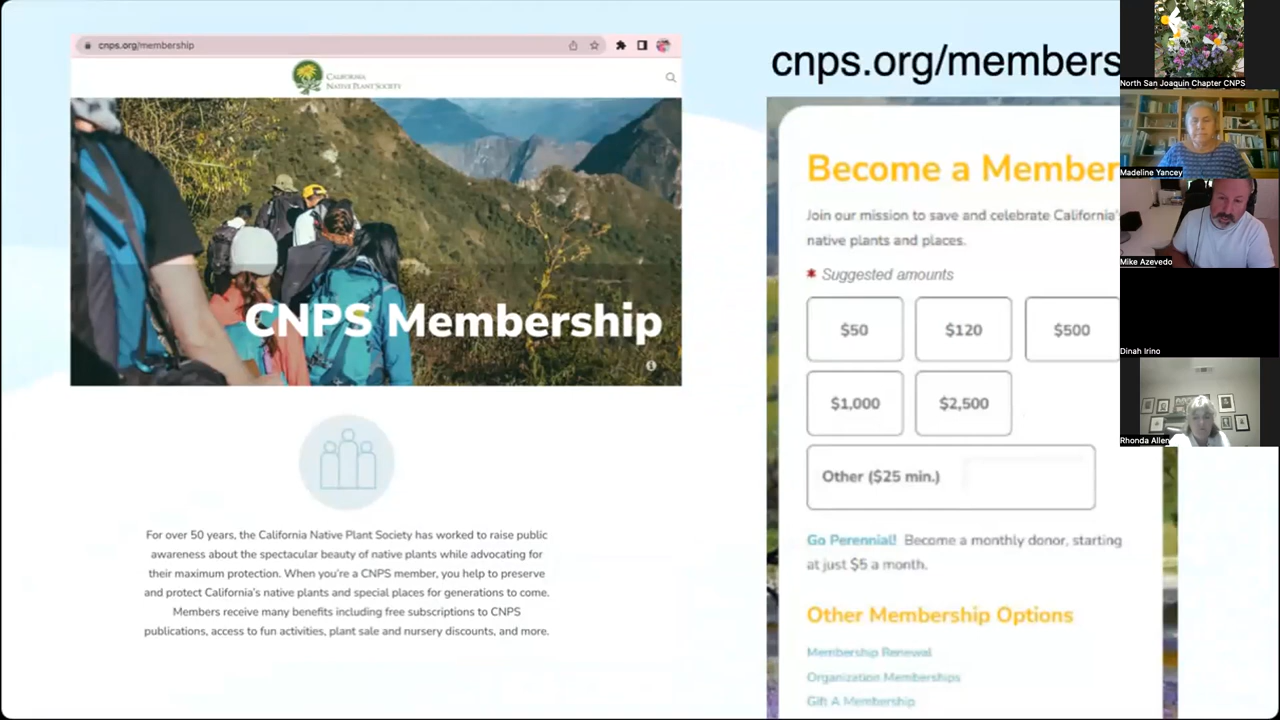 cnps.org/membership
CALIFORNIA
NATIVE PLANT SOCIETY
CNPS Membership
For over 50 years, the California Native Plant Society has worked to raise public
awareness about the spectacular beauty of native plants while advocating for
their maximum protection. When you're a CNPS member, you help to preserve
and protect California's native plants and special places for generations to come.
Members receive many benefits including free subscriptions to CNPS
publications, access to fun activities, plant sale and nursery discounts, and more.
cnps.org/members
Become a Member
Join our mission to save and celebrate California's
native plants and places.
* Suggested amounts
$50
$120
$500
$1,000
$2,500
Other ($25 min.)
Go Perennial! Become a monthly donor, starting
at just $5 a month.
Other Membership Options
Membership Renewal
Organization Memberships
Gift A Membership
North San Joaquin Chapter CNPS
Madeline Yancey
Mike Azevedo
Dinah Irino
Rhonda Allen